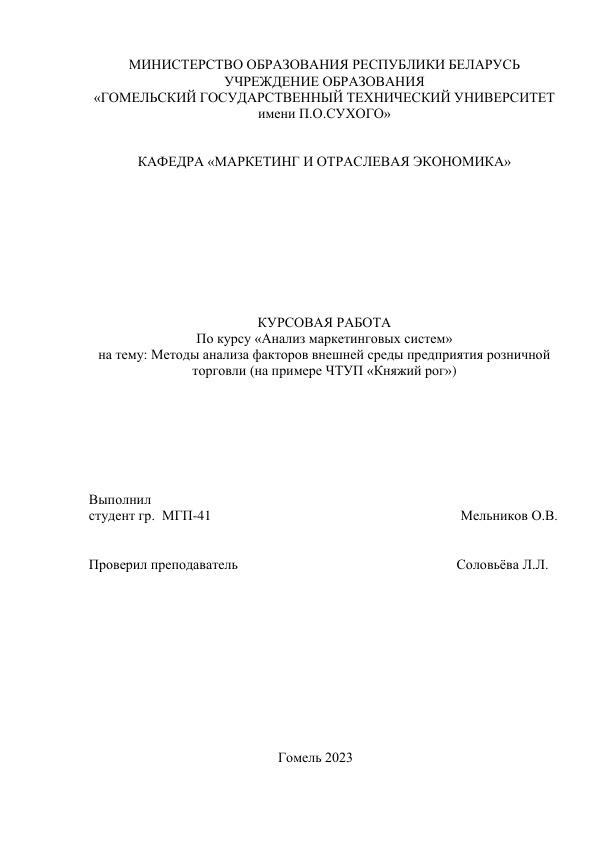 МИНИСТЕРСТВО ОБРАЗОВАНИЯ РЕСПУБЛИКИ БЕЛАРУСЬ
УЧРЕЖДЕНИЕ ОБРАЗОВАНИЯ
«ГОМЕЛЬСКИЙ ГОСУДАРСТВЕННЫЙ ТЕХНИЧЕСКИЙ УНИВЕРСИТЕТ
имени П.О.СУХОГО»
КАФЕДРА «МАРКЕТИНГ И ОТРАСЛЕВАЯ ЭКОНОМИКА»
КУРСОВАЯ РАБОТА
По курсу «Анализ маркетинговых систем»
на тему: Методы анализа факторов внешней среды предприятия розничной
торговли (на примере ЧТУП «Княжий рог»)
Выполнил
студент гр. МГП-41 Мельников О.В.
Проверил преподаватель Соловьёва Л.Л.
Гомель 2023